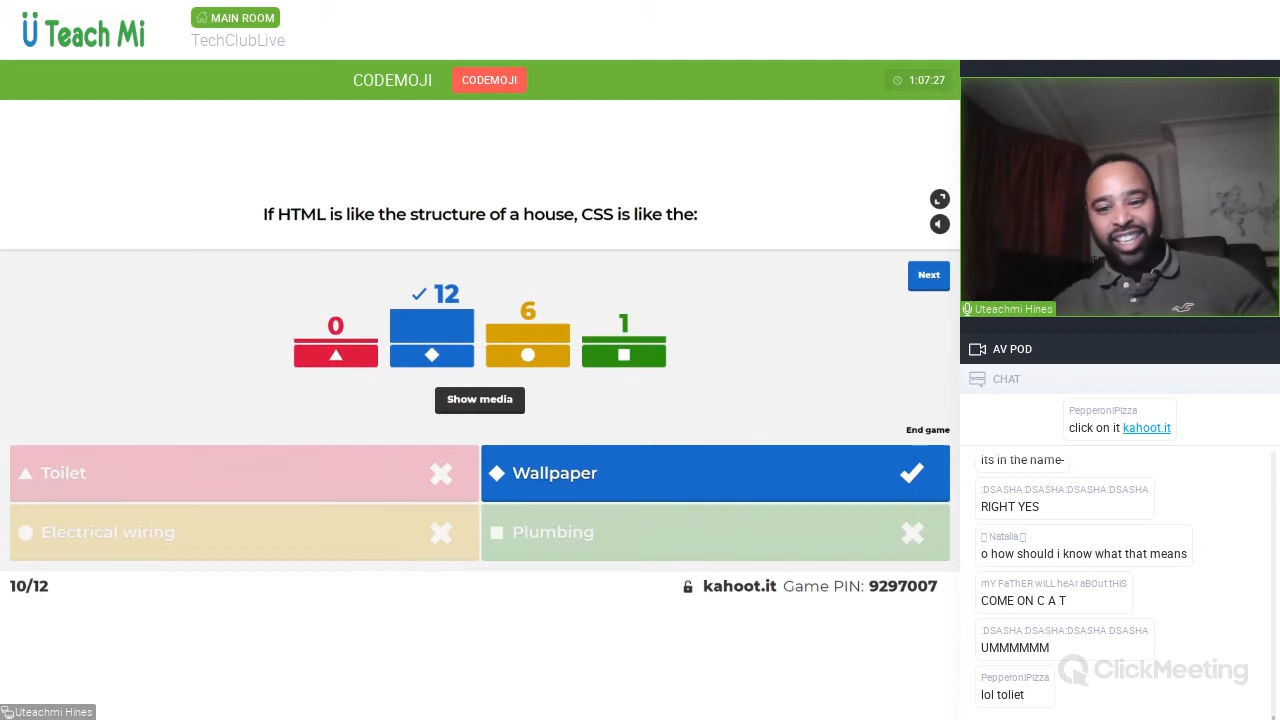 Ü Teach Mi
MAIN ROOM
TechClubLive
CODEMOJI
CODEMOJI
1:07:27
If HTML is like the structure of a house, CSS is like the:
Next
0
12
6
1
Show media
End game
Toilet
Wallpaper
Electrical wiring
Plumbing
10/12
kahoot.it Game PIN: 9297007
Uteachmi Hines
Uteachmi Hines
AV POD
CHAT
PepperoniPizza
click on it kahoot.it
its in the name-
:DSASHA:DSASHA:DSASHA:DSASHA
RIGHT YES
Natalia
o how should i know what that means
mY FaThER wiLL heAr aBOut tHIS
COME ON C A T
:DSASHA:DSASHA:DSASHA:DSASHA
UMMMMMM
PepperoniPizza
lol toliet
ClickMeeting